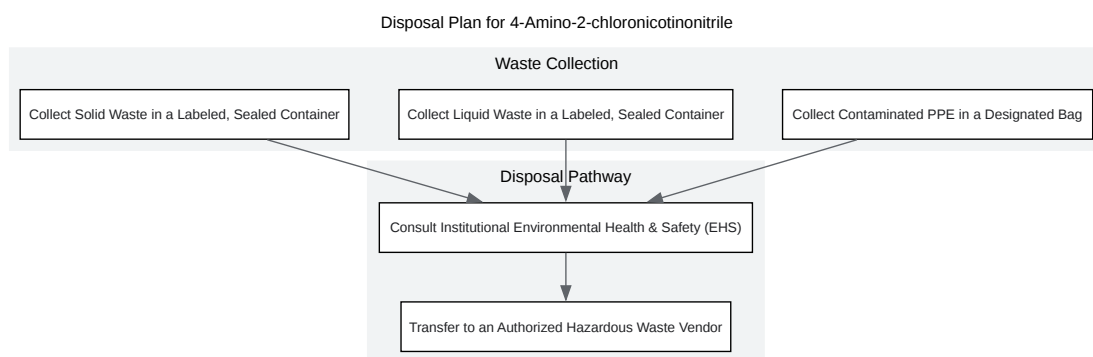 Disposal Plan for 4-Amino-2-chloronicotinonitrile
Waste Collection
Collect Solid Waste in a Labeled, Sealed Container
Collect Liquid Waste in a Labeled, Sealed Container
Collect Contaminated PPE in a Designated Bag
Disposal Pathway
Consult Institutional Environmental Health & Safety (EHS)
Transfer to an Authorized Hazardous Waste Vendor